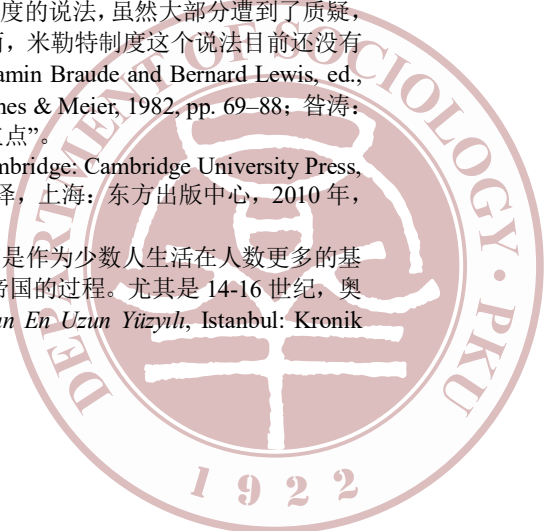 度的说法，虽然大部分遭到了质疑，
而，米勒特制度这个说法目前还没有
amin Braude and Bernard Lewis, ed.,
nes & Meier, 1982, pp. 69–88；昝涛：
点”。
mbridge: Cambridge University Press,
译，上海：东方出版中心，2010 年，
是作为少数人生活在人数更多的基
帝国的过程。尤其是 14-16 世纪，奥
an En Uzun Yüzyılı, Istanbul: Kronik
DEPARTMENT OF SOCIOLOGY • PKU
1922